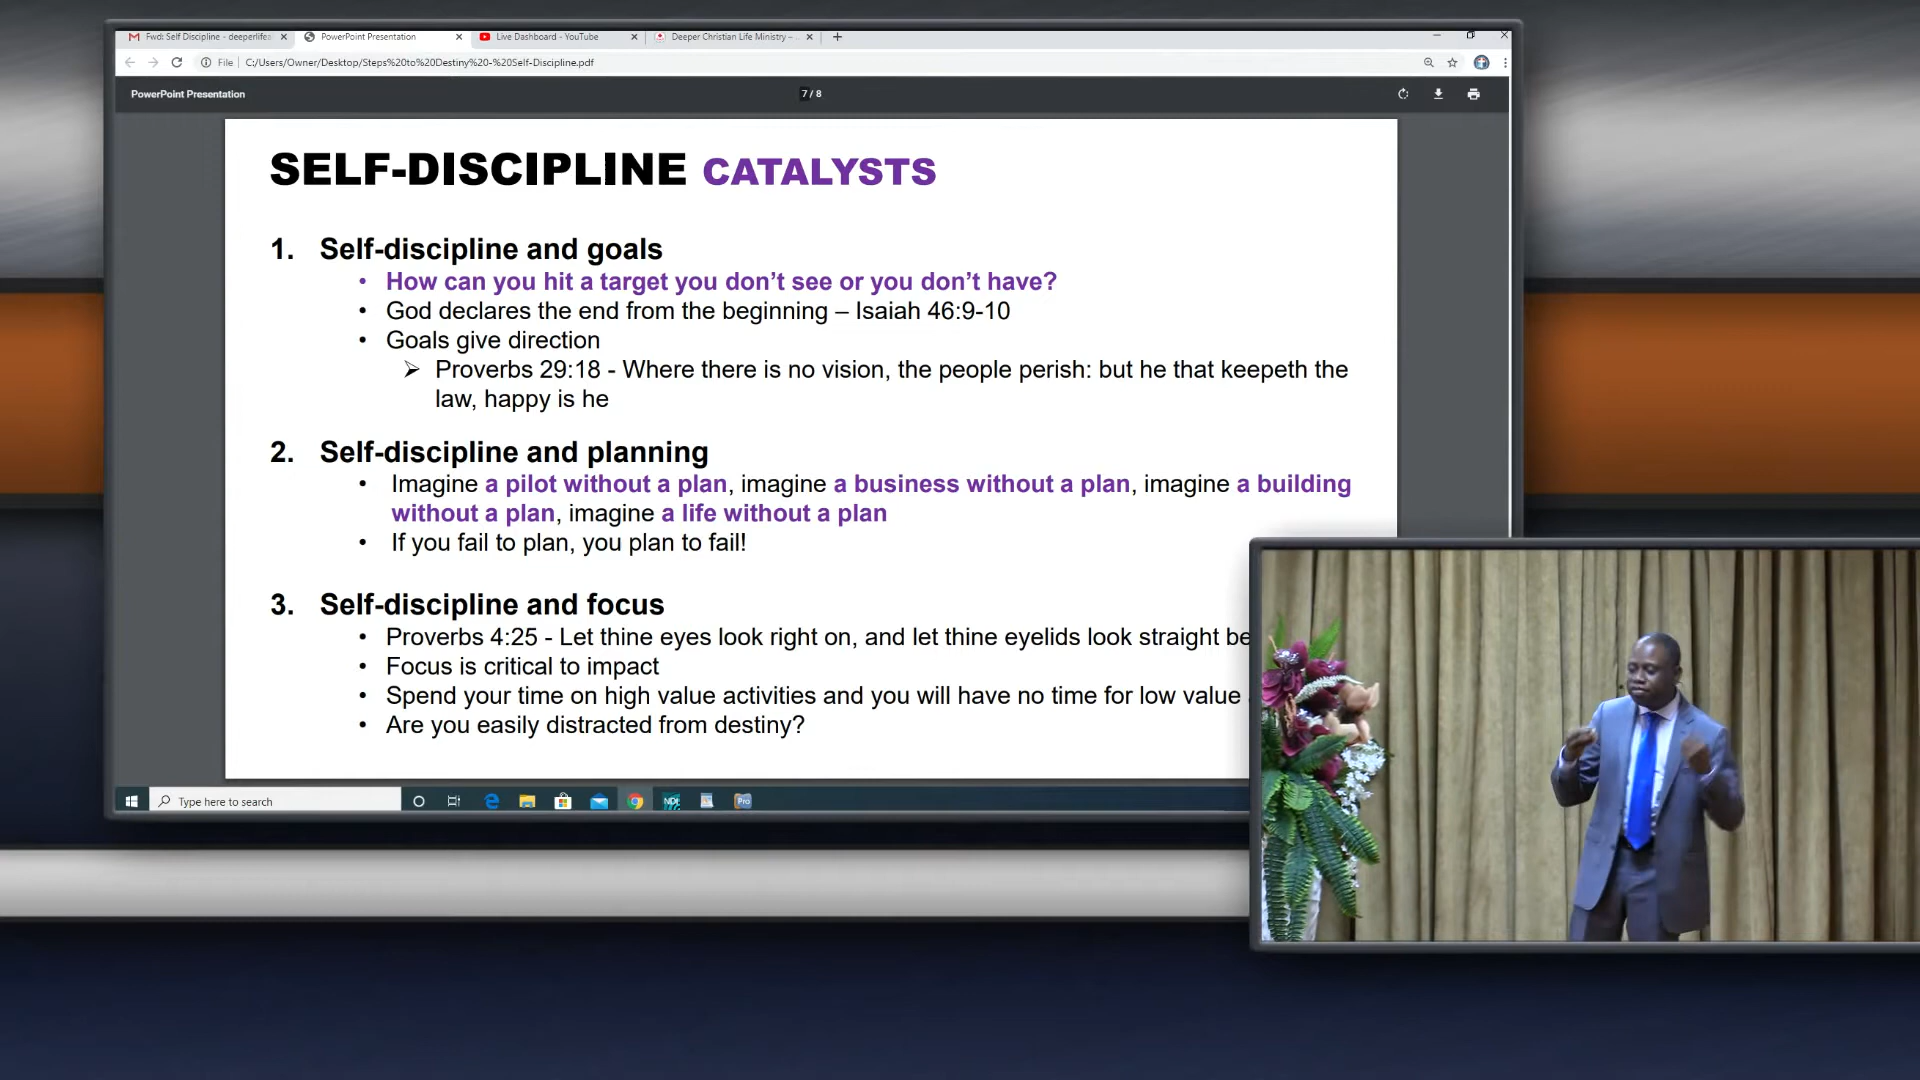 Fwd: Self Discipline - deeperlife
PowerPoint Presentation
Live Dashboard - YouTube
Deeper Christian Life Ministry –
File
C:/Users/Owner/Desktop/Steps%20to%20Destiny%20-%20Self-Discipline.pdf
PowerPoint Presentation
7 / 8
SELF-DISCIPLINE CATALYSTS
1. Self-discipline and goals
• How can you hit a target you don’t see or you don’t have?
• God declares the end from the beginning – Isaiah 46:9-10
• Goals give direction
➢ Proverbs 29:18 - Where there is no vision, the people perish: but he that keepeth the
law, happy is he
2. Self-discipline and planning
• Imagine a pilot without a plan, imagine a business without a plan, imagine a building
without a plan, imagine a life without a plan
• If you fail to plan, you plan to fail!
3. Self-discipline and focus
• Proverbs 4:25 - Let thine eyes look right on, and let thine eyelids look straight be
• Focus is critical to impact
• Spend your time on high value activities and you will have no time for low value
• Are you easily distracted from destiny?
Type here to search
NDI
Pro